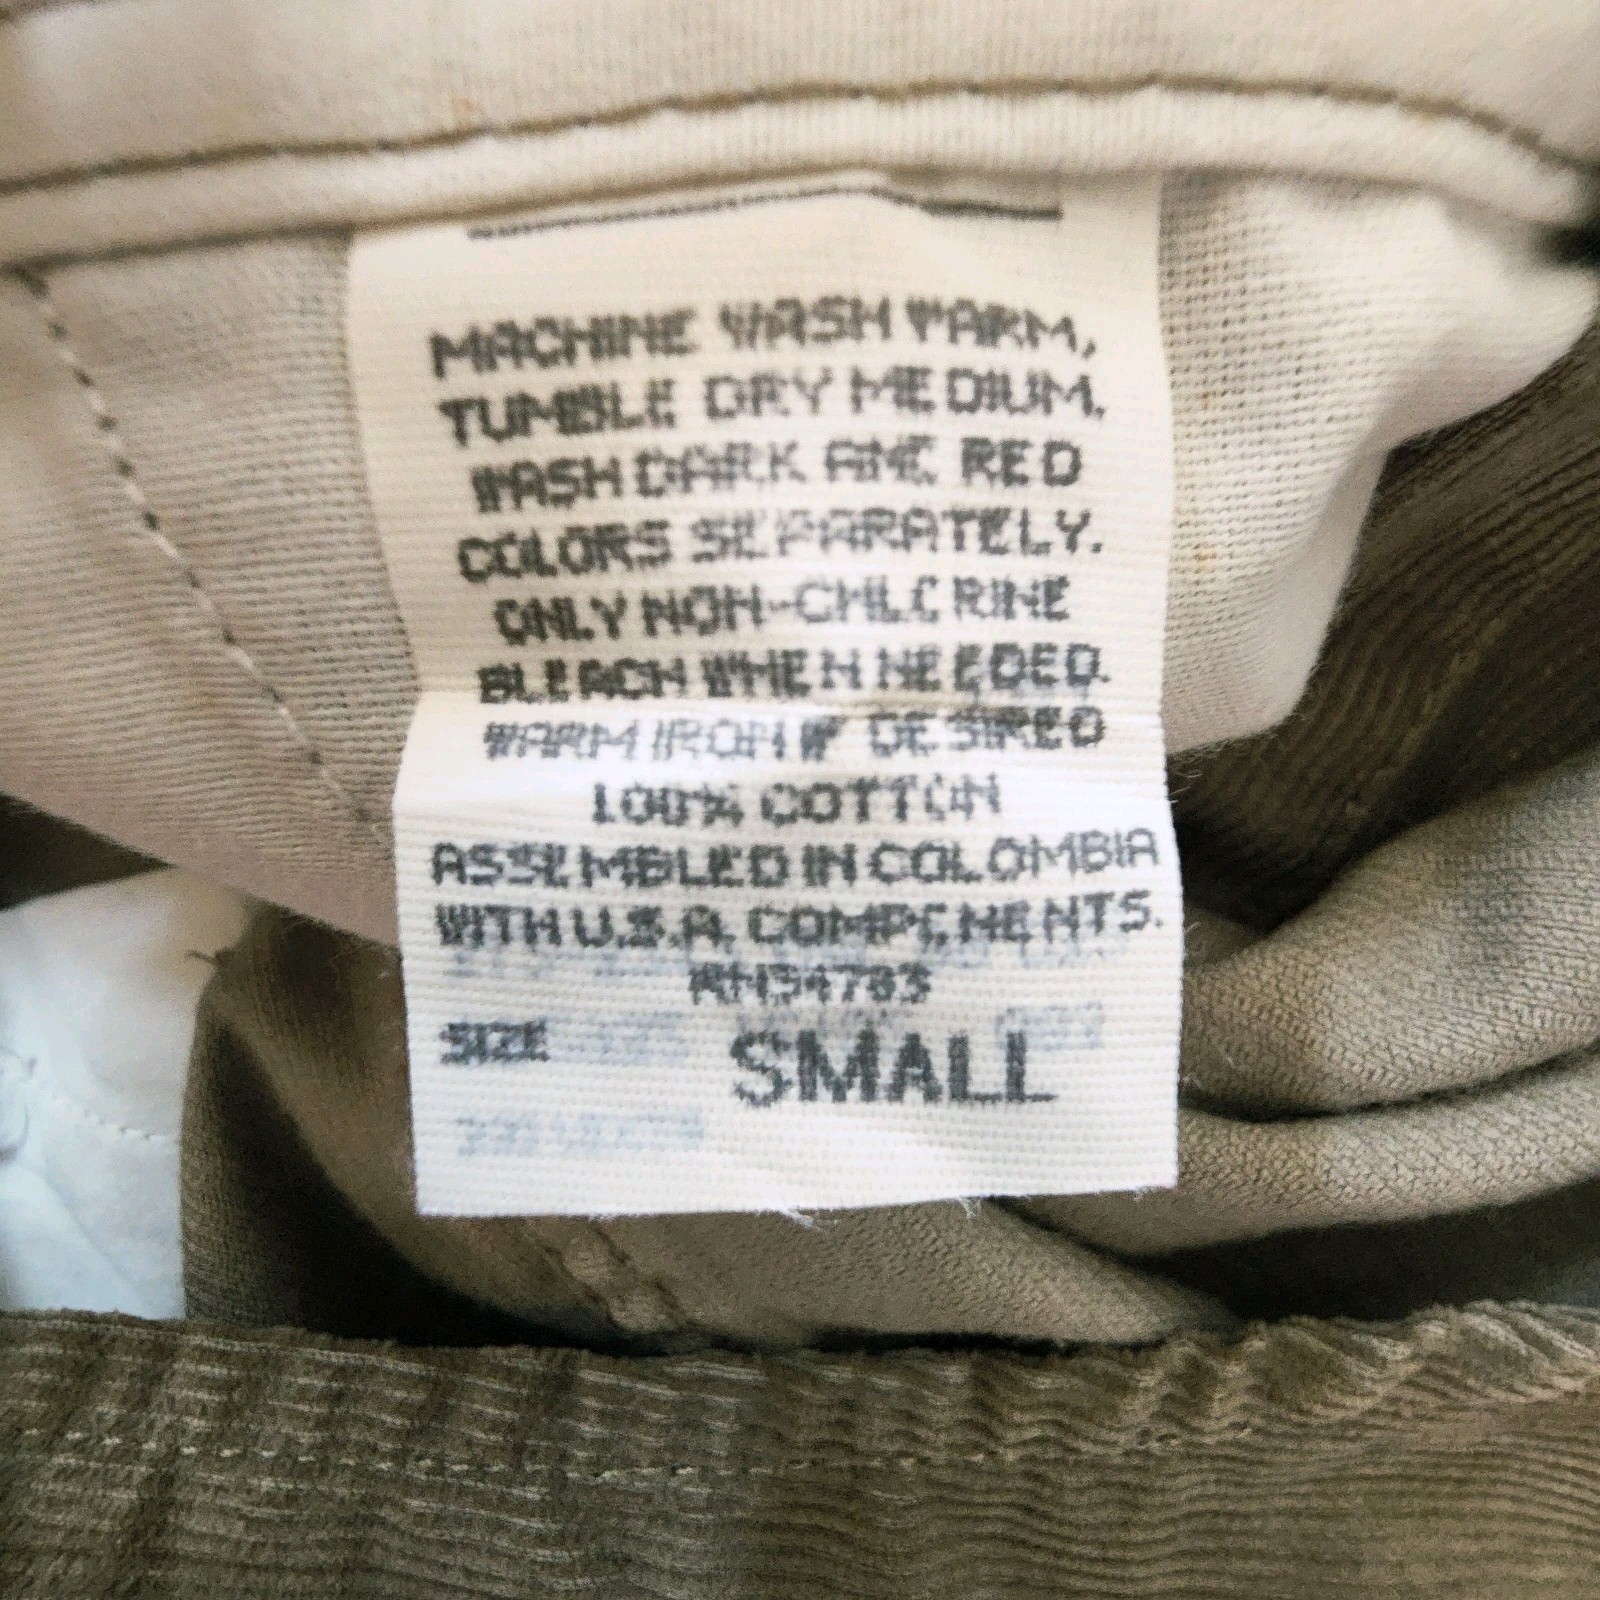 MACHINE WASH WARM,
TUMBLE DRY MEDIUM.
WASH DARK AND RED
COLORS SEPARATELY.
ONLY NON-CHLORINE
BLEACH WHEN NEEDED.
WARM IRON IF DESIRED
100% COTTON
ASSEMBLED IN COLOMBIA
WITH U.S.A. COMPONENTS.
RN54783
SIZE SMALL